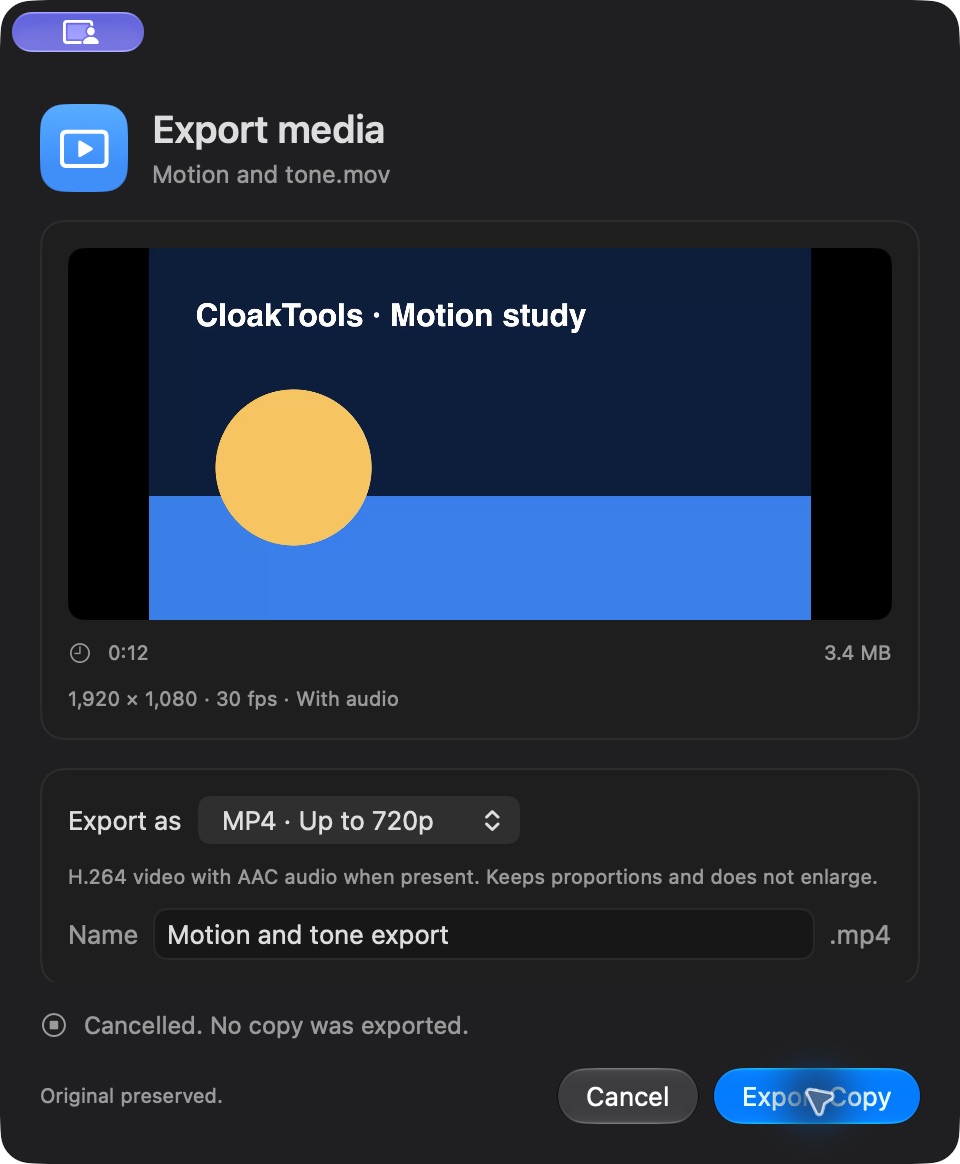 Export media
Motion and tone.mov
CloakTools · Motion study
0:12
3.4 MB
1,920 × 1,080 · 30 fps · With audio
Export as
MP4 · Up to 720p
H.264 video with AAC audio when present. Keeps proportions and does not enlarge.
Name
Motion and tone export
.mp4
Cancelled. No copy was exported.
Original preserved.
Cancel
Export Copy